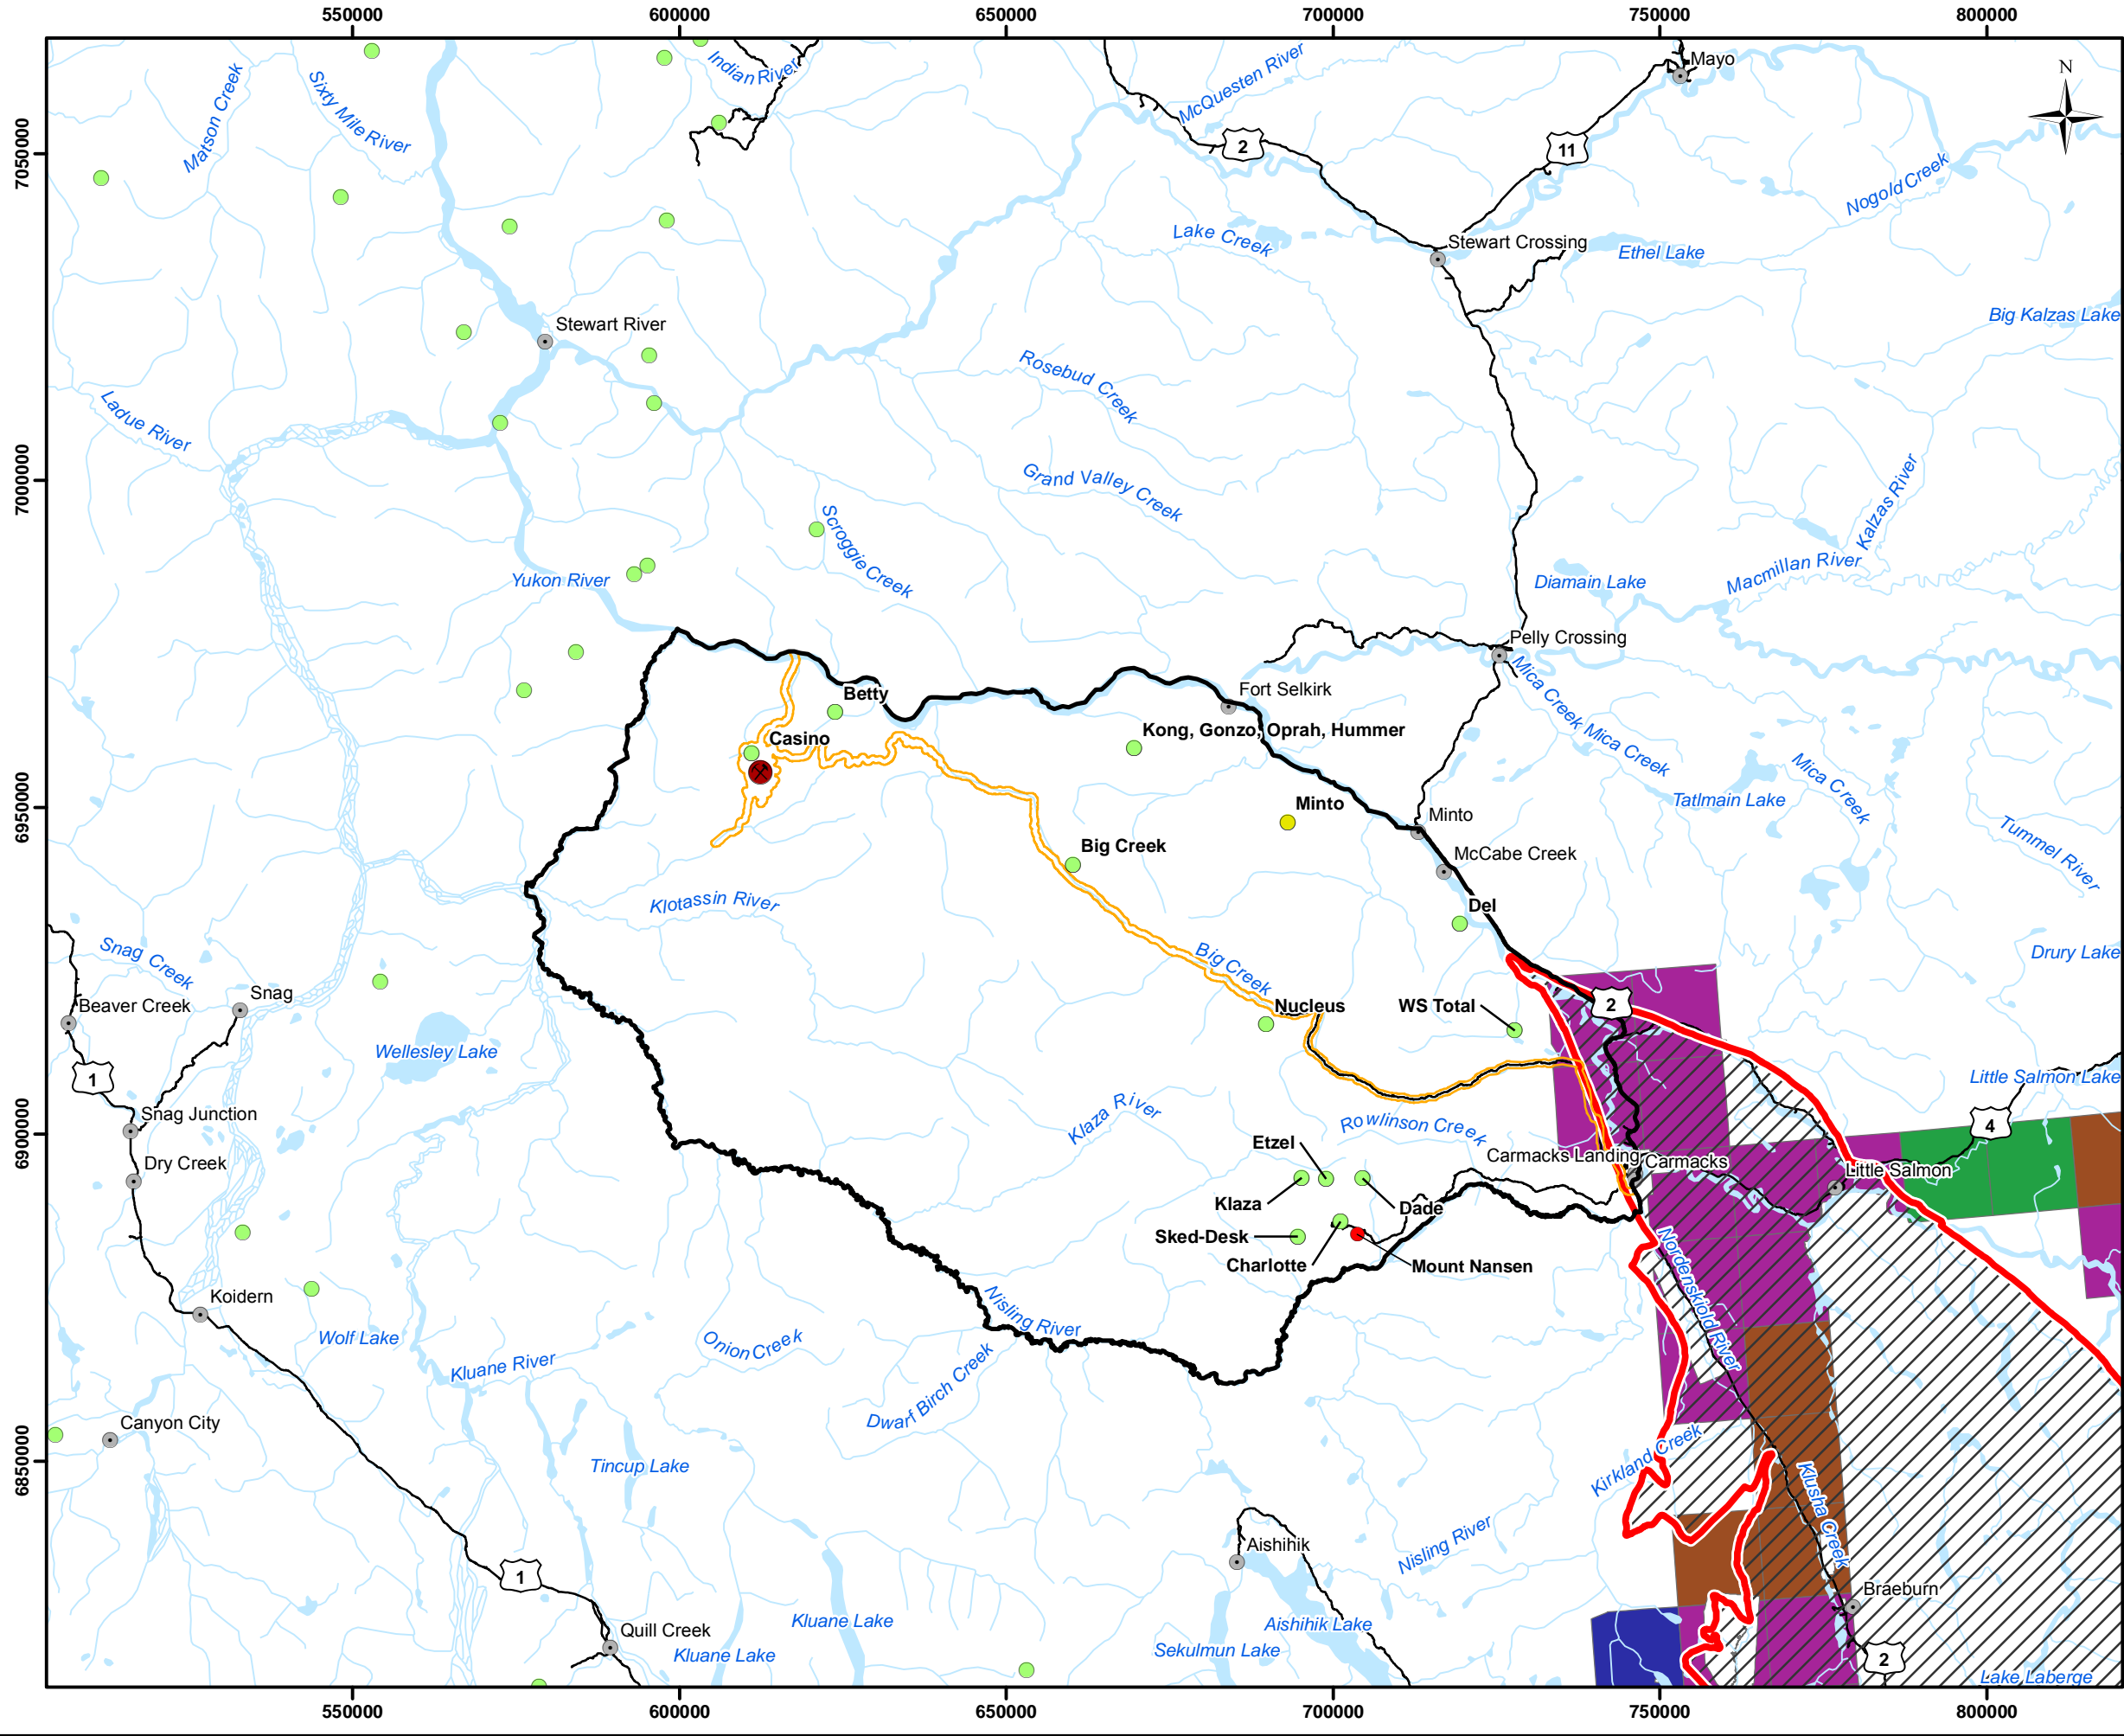 550000 600000 650000 700000 750000 800000
Mayo
N
Indian River
McQuesten River
Matson Creek
Sixty Mile River
2
11
7050000
Nogold Creek
Lake Creek
Stewart Crossing
Ethel Lake
Big Kalzas Lake
Stewart River
Rosebud Creek
Ladue River
Grand Valley Creek
7000000
Kalzas River
Scroggie Creek
Yukon River
Diamain Lake
Macmillan River
Pelly Crossing
Mica Creek
Mica Creek
Fort Selkirk
Betty
Kong, Gonzo, Oprah, Hummer
Casino
Mica Creek
Tatlmain Lake
6950000
Minto
Minto
Tummel River
Big Creek
McCabe Creek
Klotassin River
Del
Snag Creek
Big Creek
Drury Lake
Snag
Beaver Creek
Nucleus
WS Total
2
Wellesley Lake
1
Little Salmon Lake
Snag Junction
Klaza River
Rowlinson Creek
4
6900000
Etzel
Dry Creek
Carmacks Landing
Carmacks
Little Salmon
Klaza
Dade
Sked-Desk
Charlotte
Mount Nansen
Nordenskiold River
Koidern
Nisling River
Wolf Lake
Onion Creek
Kluane River
Dwarf Birch Creek
Canyon City
Kirkland Creek
6850000
Tincup Lake
Klusha Creek
Nisling River
Aishihik
1
Braeburn
Kluane Lake
Aishihik Lake
Quill Creek
Sekulmun Lake
Kluane Lake
2
Lake Laberge
550000 600000 650000 700000 750000 800000